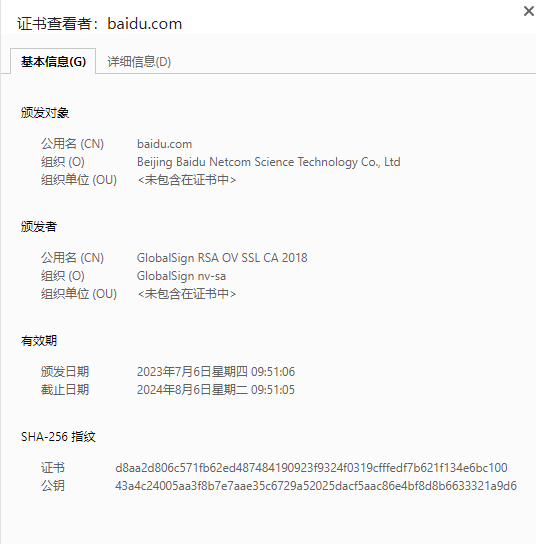 证书查看者：baidu.com
基本信息(G) 详细信息(D)
颁发对象
公用名 (CN) baidu.com
组织 (O) Beijing Baidu Netcom Science Technology Co., Ltd
组织单位 (OU) <未包含在证书中>
颁发者
公用名 (CN) GlobalSign RSA OV SSL CA 2018
组织 (O) GlobalSign nv-sa
组织单位 (OU) <未包含在证书中>
有效期
颁发日期 2023年7月6日星期四 09:51:06
截止日期 2024年8月6日星期二 09:51:05
SHA-256 指纹
证书 d8aa2d806c571fb62ed487484190923f9324f0319cfffedf7b621f134e6bc100
公钥 43a4c24005aa3f8b7e7aae35c6729a52025dacf5aac86e4bf8d8b6633321a9d6